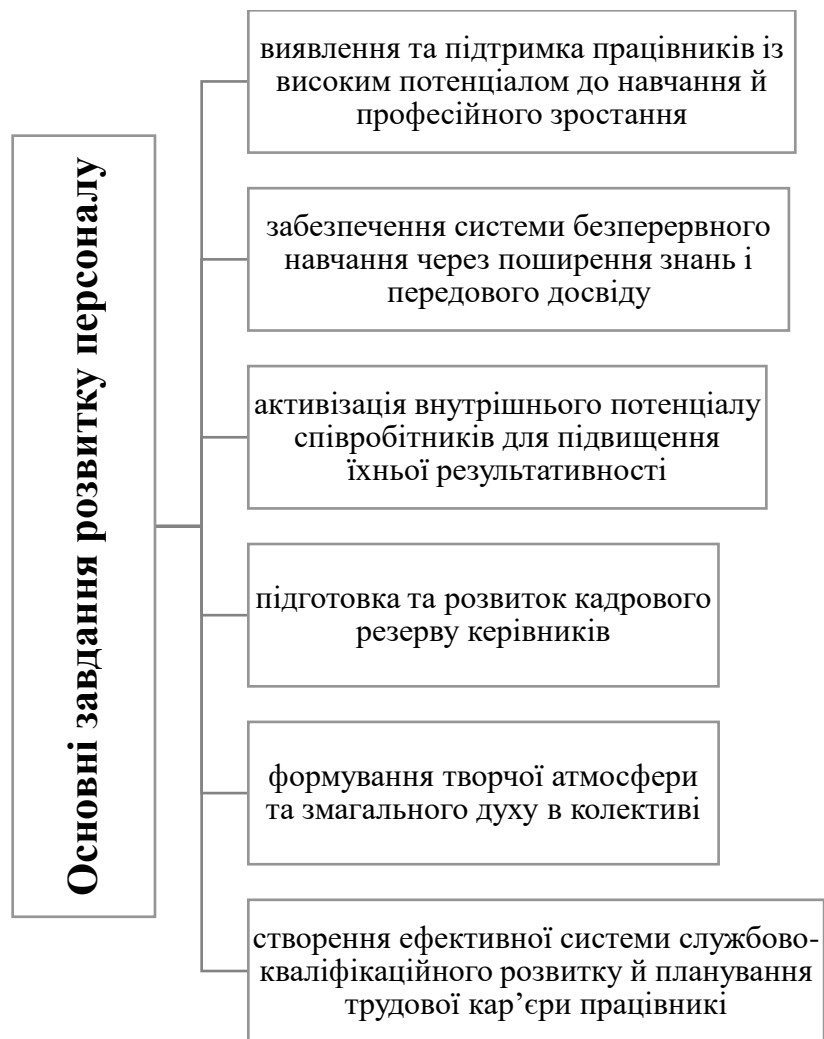 Основні завдання розвитку персоналу
виявлення та підтримка працівників із
високим потенціалом до навчання й
професійного зростання
забезпечення системи безперервного
навчання через поширення знань і
передового досвіду
активізація внутрішнього потенціалу
співробітників для підвищення
їхньої результативності
підготовка та розвиток кадрового
резерву керівників
формування творчої атмосфери
та змагального духу в колективі
створення ефективної системи службово-
кваліфікаційного розвитку й планування
трудової кар’єри працівникі